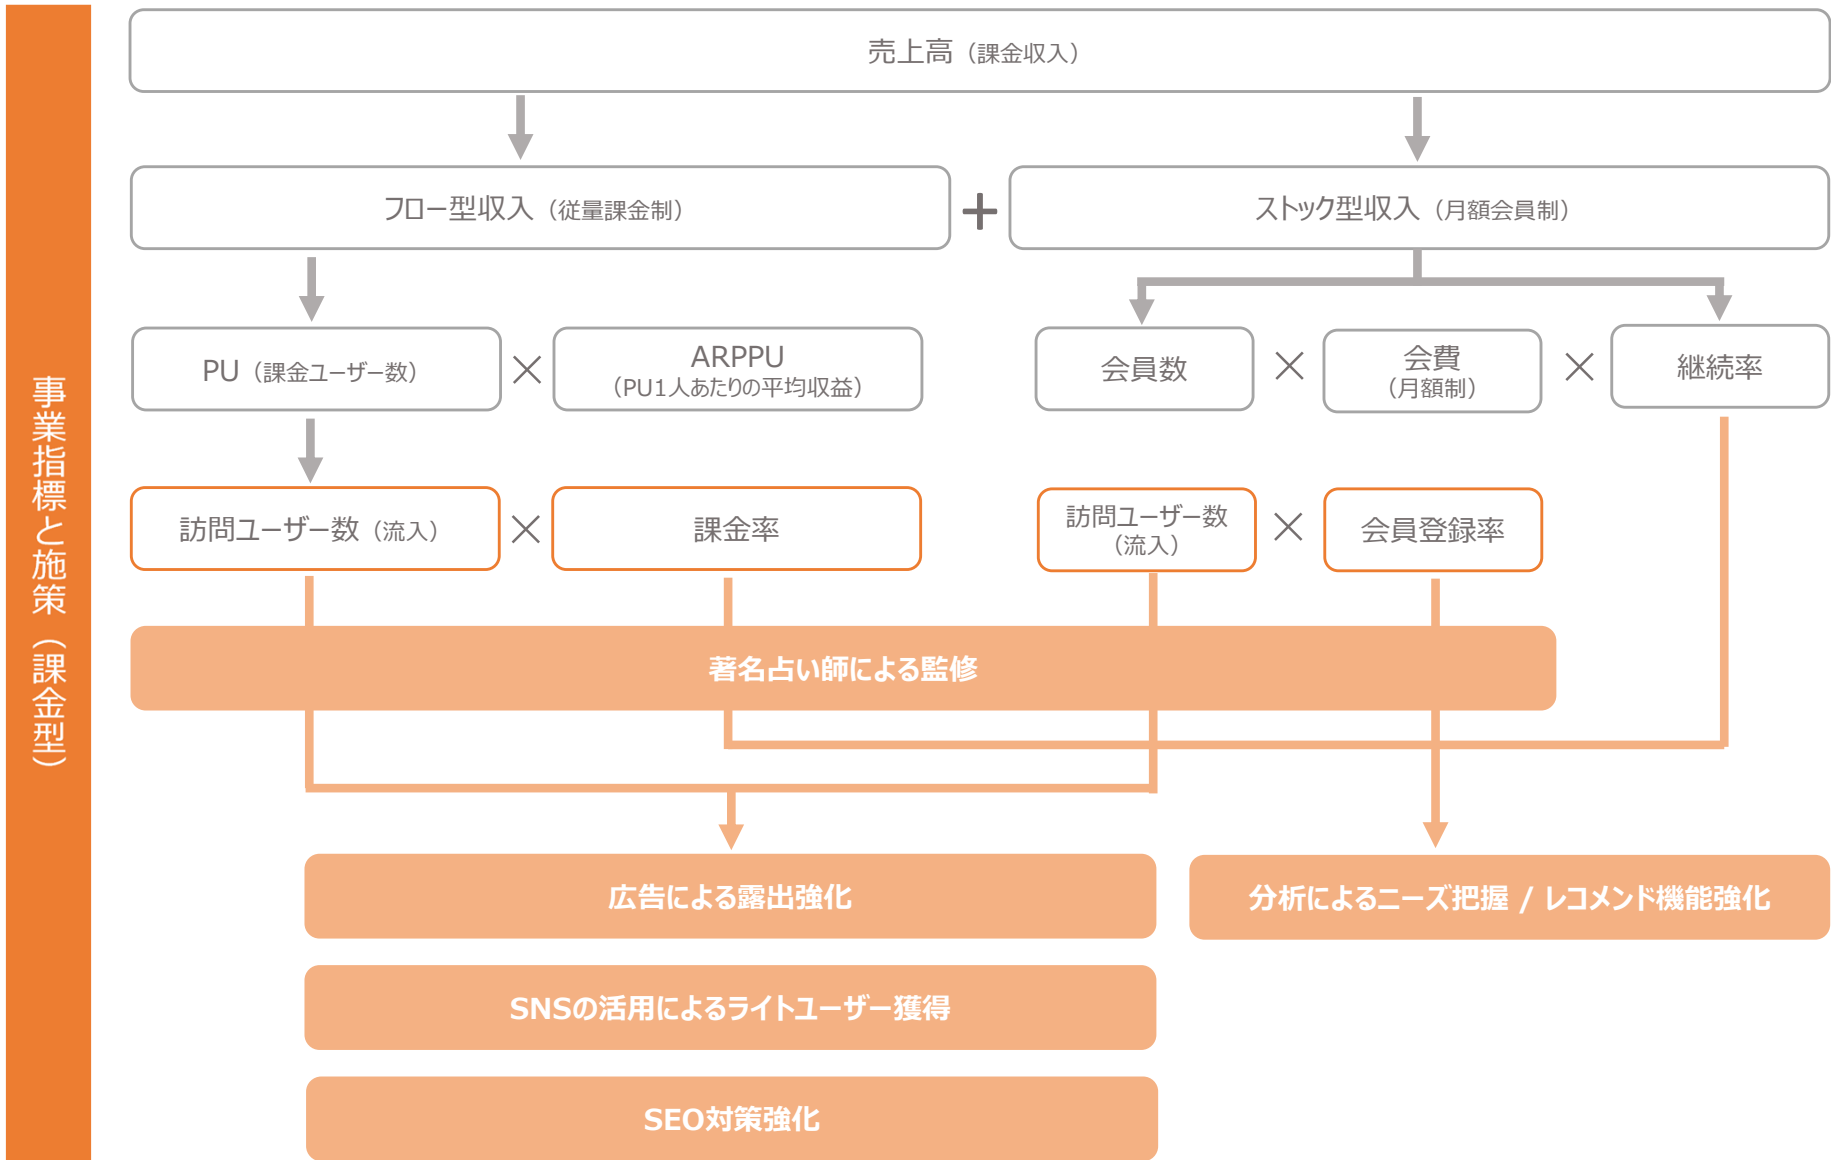 事業指標と施策（課金型）
売上高（課金収入）
フロー型収入（従量課金制）
+
ストック型収入（月額会員制）
PU（課金ユーザー数）
×
ARPPU
（PU1人あたりの平均収益）
会員数
×
会費
（月額制）
×
継続率
訪問ユーザー数（流入）
×
課金率
訪問ユーザー数
（流入）
×
会員登録率
著名占い師による監修
広告による露出強化
分析によるニーズ把握 / レコメンド機能強化
SNSの活用によるライトユーザー獲得
SEO対策強化